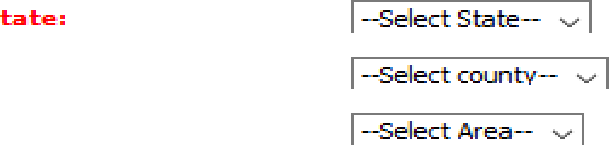 tate: --Select State--
--Select county--
--Select Area--